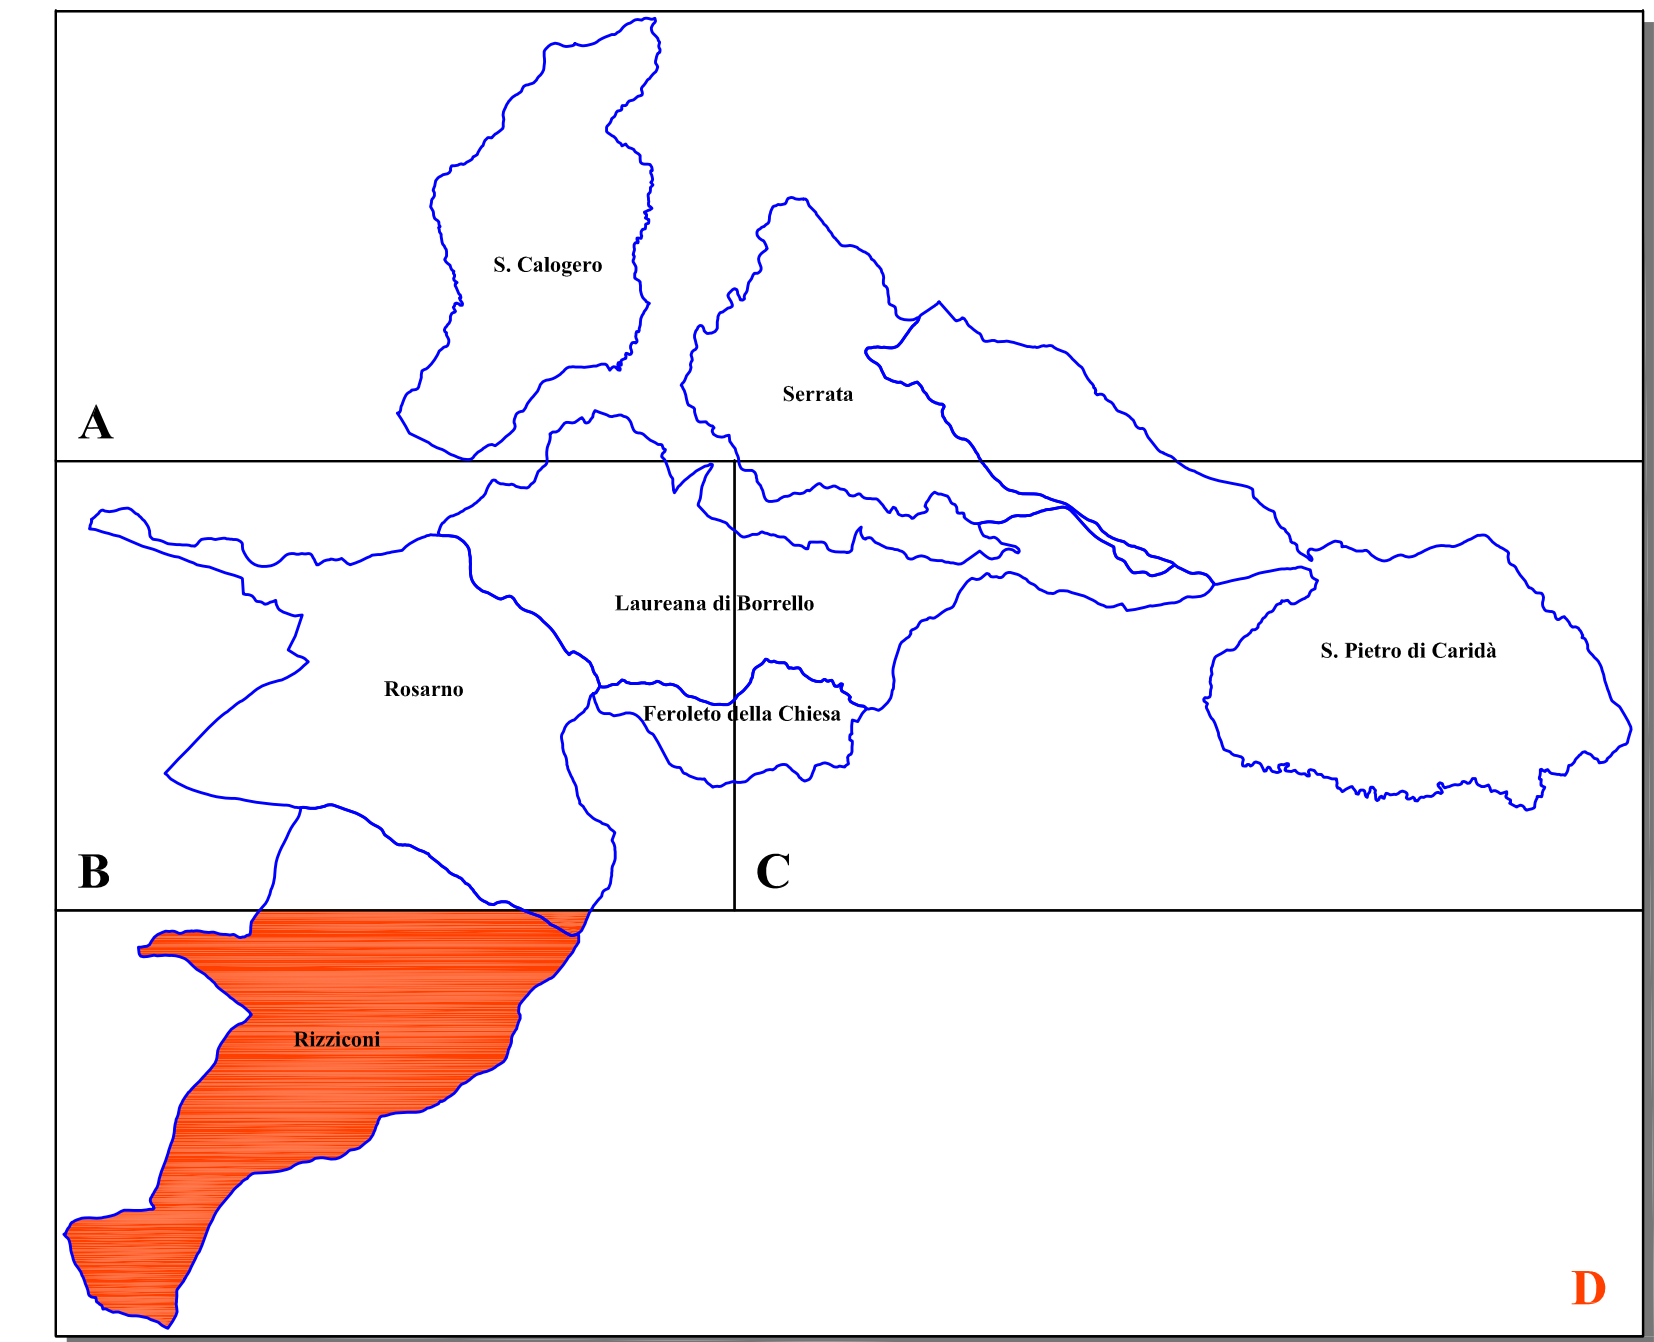 S. Calogero
Serrata
A
Laureana di Borrello
S. Pietro di Caridà
Rosarno
Feroleto della Chiesa
B
C
Rizziconi
D